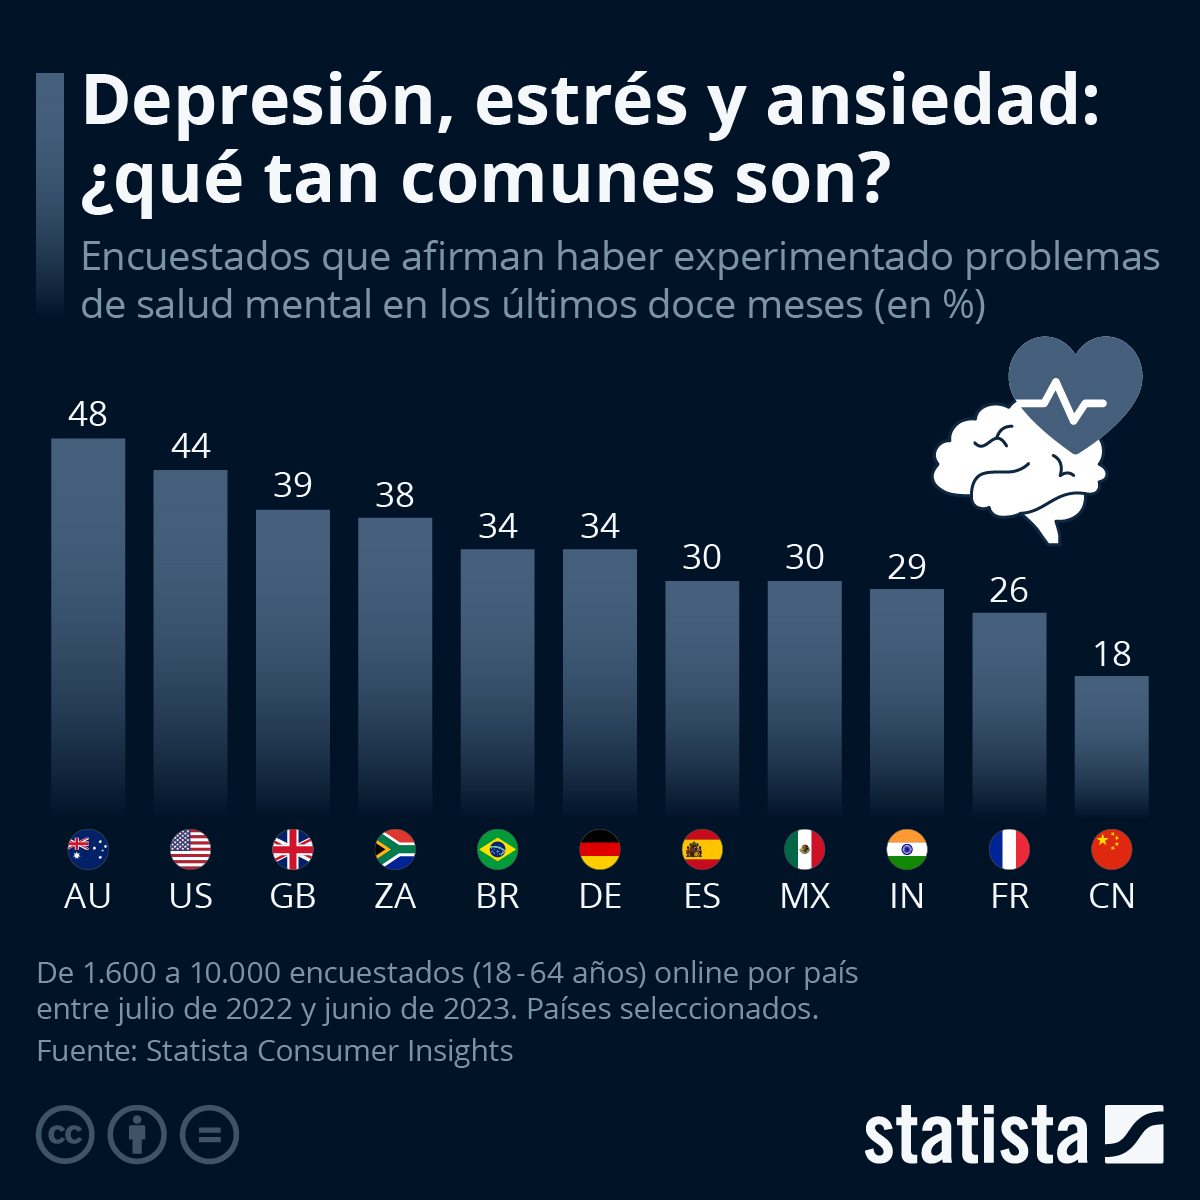 Depresión, estrés y ansiedad:
¿qué tan comunes son?
Encuestados que afirman haber experimentado problemas
de salud mental en los últimos doce meses (en %)
48
44
39
38
34
34
30
30
29
26
18
AU
US
GB
ZA
BR
DE
ES
MX
IN
FR
CN
De 1.600 a 10.000 encuestados (18-64 años) online por país
entre julio de 2022 y junio de 2023. Países seleccionados.
Fuente: Statista Consumer Insights
cc
statista